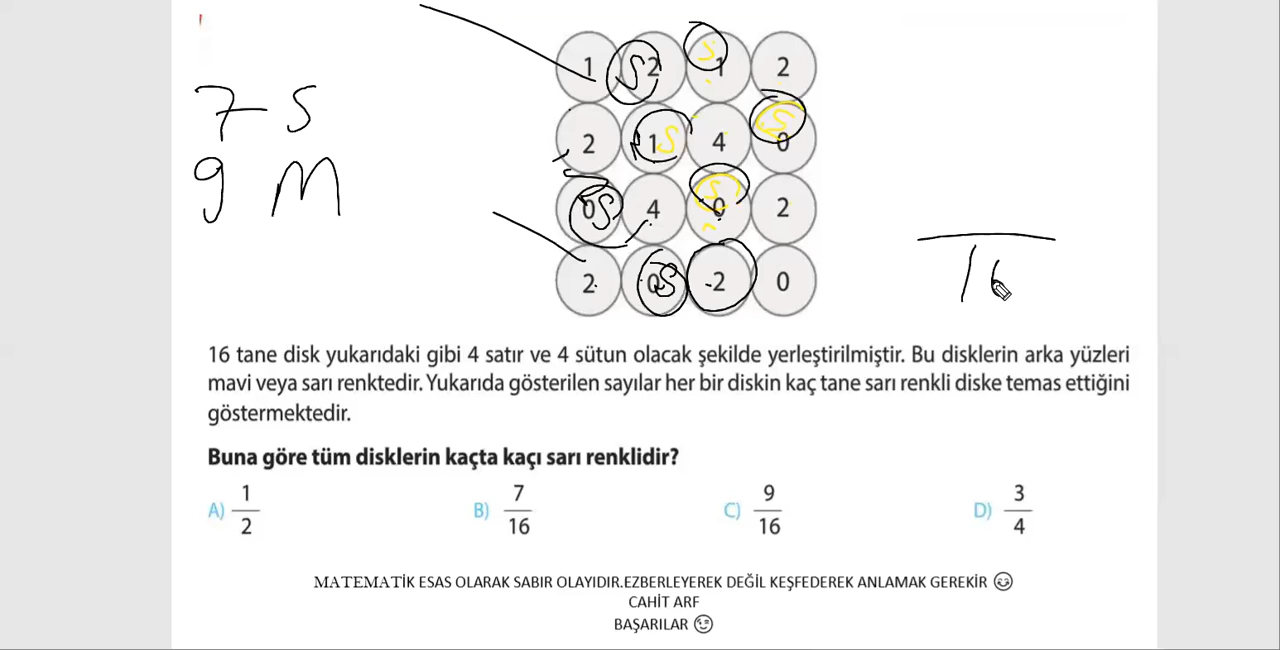 7 S
9 M
1 S 2 S 1 2
2 1 S 4 S 0
0 S 4 S 0 2
2 0 S 2 0
16
16 tane disk yukarıdaki gibi 4 satır ve 4 sütun olacak şekilde yerleştirilmiştir. Bu disklerin arka yüzleri
mavi veya sarı renktedir. Yukarıda gösterilen sayılar her bir diskin kaç tane sarı renkli diske temas ettiğini
göstermektedir.
Buna göre tüm disklerin kaçta kaçı sarı renklidir?
A) 1/2 B) 7/16 C) 9/16 D) 3/4
MATEMATİK ESAS OLARAK SABIR OLAYIDIR.EZBERLEYEREK DEĞİL KEŞFEDEREK ANLAMAK GEREKİR
CAHİT ARF
BAŞARILAR